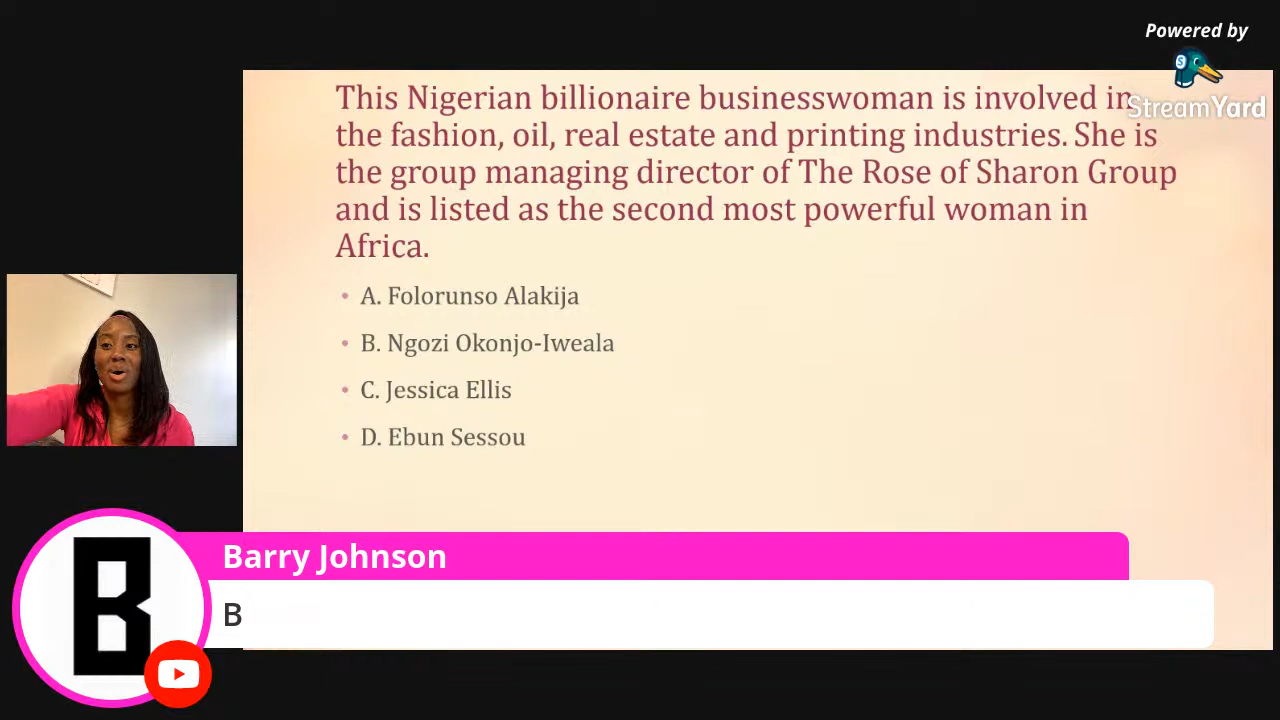 Powered by
StreamYard
This Nigerian billionaire businesswoman is involved in
the fashion, oil, real estate and printing industries. She is
the group managing director of The Rose of Sharon Group
and is listed as the second most powerful woman in
Africa.
• A. Folorunso Alakija
• B. Ngozi Okonjo-Iweala
• C. Jessica Ellis
• D. Ebun Sessou
B
Barry Johnson
B